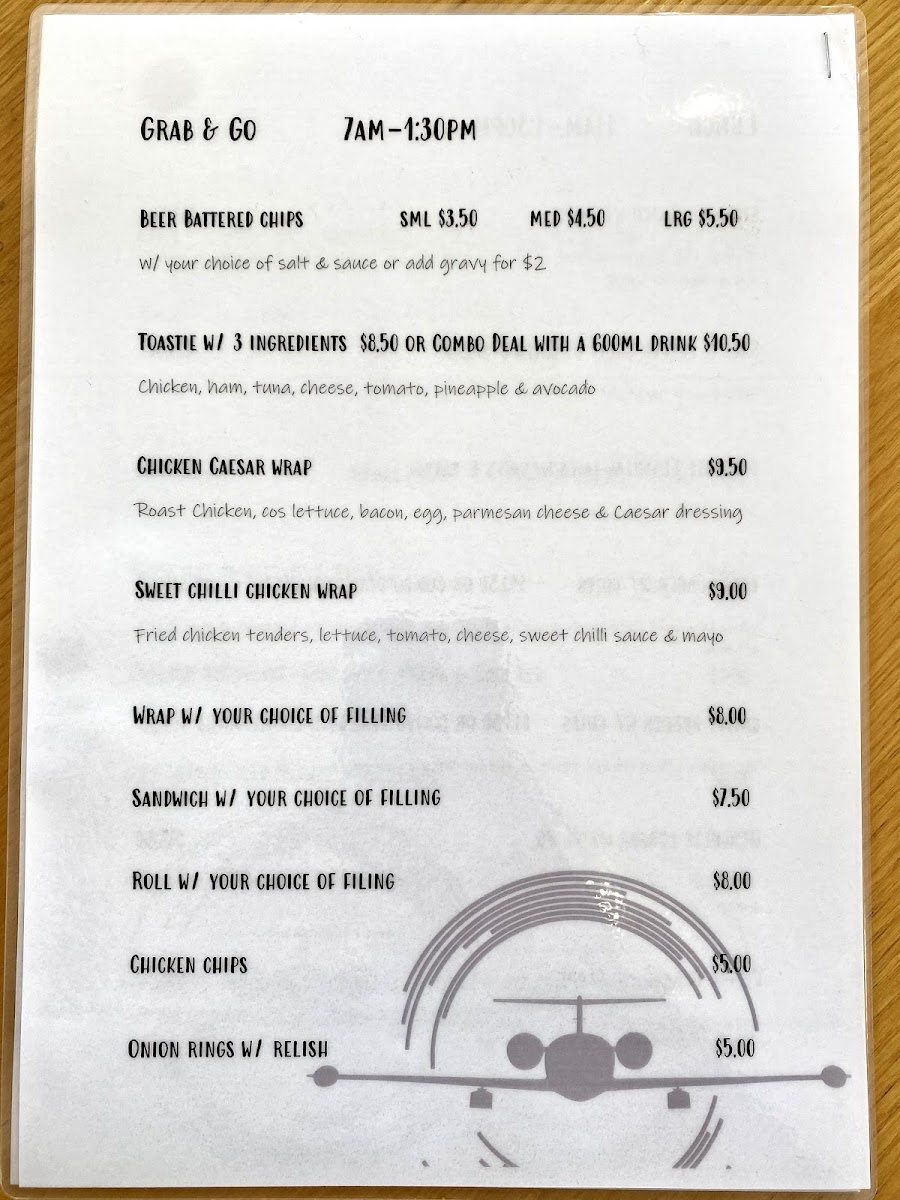 GRAB & GO 7AM-1:30PM
BEER BATTERED CHIPS SML $3.50 MED $4.50 LRG $5.50
w/ your choice of salt & sauce or add gravy for $2
TOASTIE W/ 3 INGREDIENTS $8.50 OR COMBO DEAL WITH A 600ML DRINK $10.50
Chicken, ham, tuna, cheese, tomato, pineapple & avocado
CHICKEN CAESAR WRAP $9.50
Roast Chicken, cos lettuce, bacon, egg, parmesan cheese & Caesar dressing
SWEET CHILLI CHICKEN WRAP $9.00
Fried chicken tenders, lettuce, tomato, cheese, sweet chilli sauce & mayo
WRAP W/ YOUR CHOICE OF FILLING $8.00
SANDWICH W/ YOUR CHOICE OF FILLING $7.50
ROLL W/ YOUR CHOICE OF FILING $8.00
CHICKEN CHIPS $5.00
ONION RINGS W/ RELISH $5.00